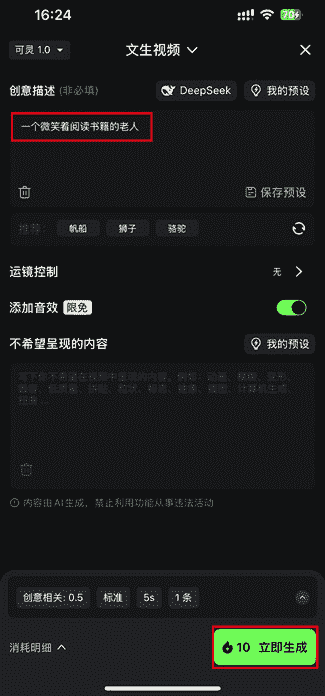 16:24
可灵 1.0
文生视频
创意描述 (非必填)
DeepSeek
我的预设
一个微笑着阅读书籍的老人
保存预设
推荐:
帆船
狮子
骆驼
运镜控制
无
添加音效 限免
不希望呈现的内容
我的预设
内容由AI生成，禁止利用功能从事违法活动
创意相关: 0.5
标准
5s
1 条
消耗明细
10 立即生成